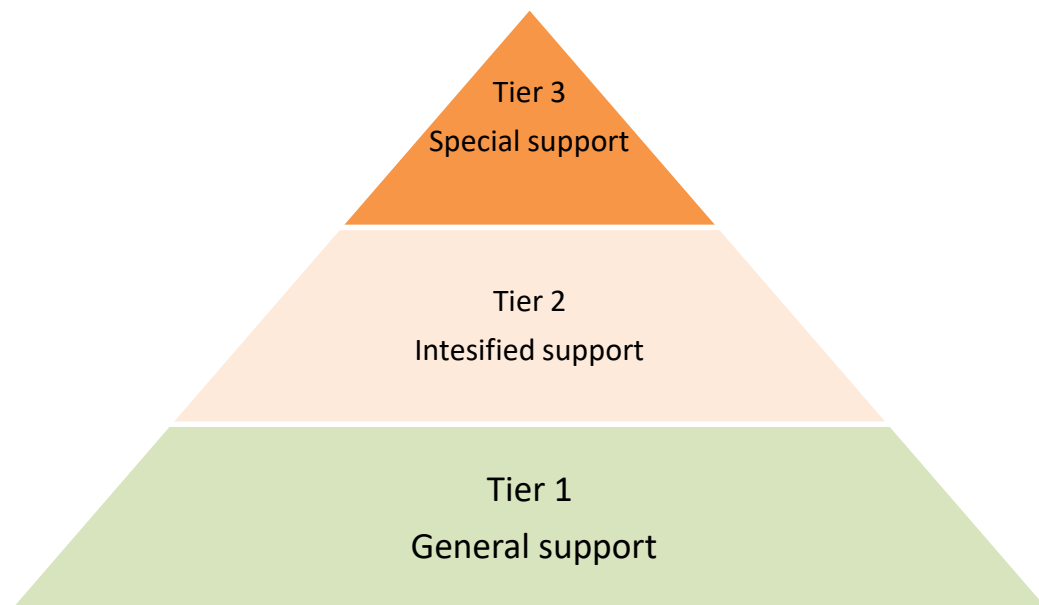 Tier 3
Special support
Tier 2
Intesified support
Tier 1
General support